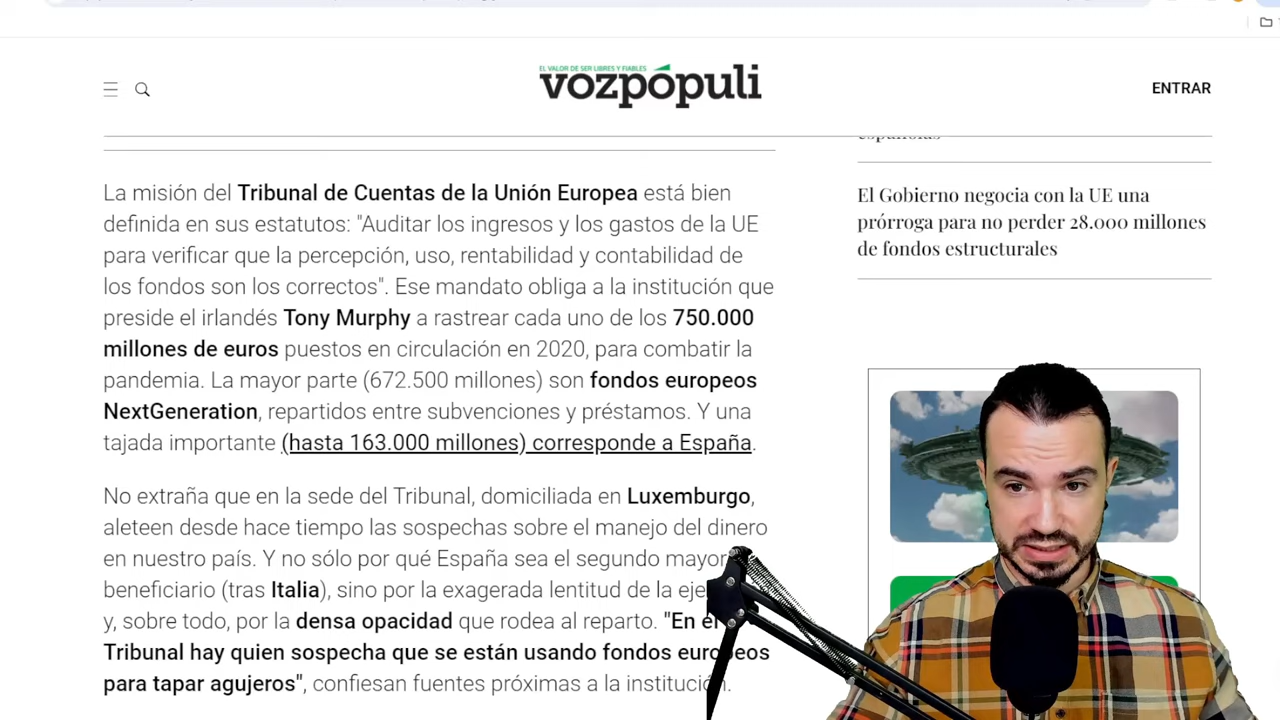 EL VALOR DE SER LIBRES Y FIABLES
vozpópuli
ENTRAR
La misión del Tribunal de Cuentas de la Unión Europea está bien
definida en sus estatutos: "Auditar los ingresos y los gastos de la UE
para verificar que la percepción, uso, rentabilidad y contabilidad de
los fondos son los correctos". Ese mandato obliga a la institución que
preside el irlandés Tony Murphy a rastrear cada uno de los 750.000
millones de euros puestos en circulación en 2020, para combatir la
pandemia. La mayor parte (672.500 millones) son fondos europeos
NextGeneration, repartidos entre subvenciones y préstamos. Y una
tajada importante (hasta 163.000 millones) corresponde a España.
No extraña que en la sede del Tribunal, domiciliada en Luxemburgo,
aleteen desde hace tiempo las sospechas sobre el manejo del dinero
en nuestro país. Y no sólo por qué España sea el segundo mayor
beneficiario (tras Italia), sino por la exagerada lentitud de la
y, sobre todo, por la densa opacidad que rodea al reparto. "En el
Tribunal hay quien sospecha que se están usando fondos europeos
para tapar agujeros", confiesan fuentes próximas a la institución.
españolas
El Gobierno negocia con la UE una
prórroga para no perder 28.000 millones
de fondos estructurales